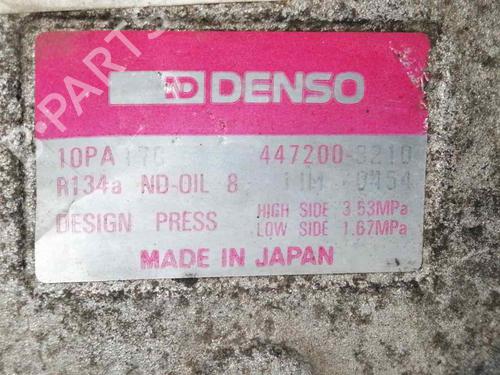 ND DENSO
10PA17C 447200-3210
R134a ND-OIL 8
DESIGN PRESS HIGH SIDE 3.53MPa
LOW SIDE 1.67MPa
MADE IN JAPAN